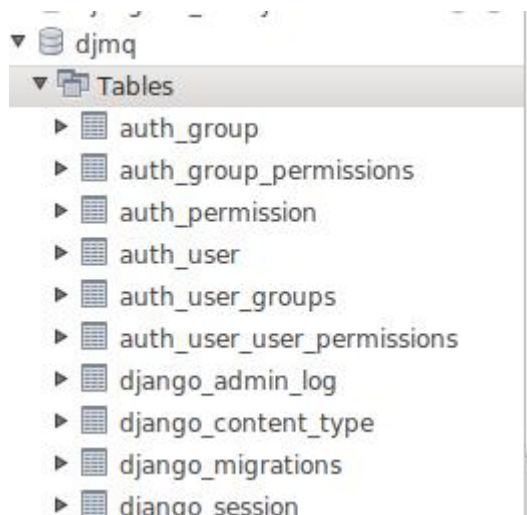 djmq
Tables
auth_group
auth_group_permissions
auth_permission
auth_user
auth_user_groups
auth_user_user_permissions
django_admin_log
django_content_type
django_migrations
django_session